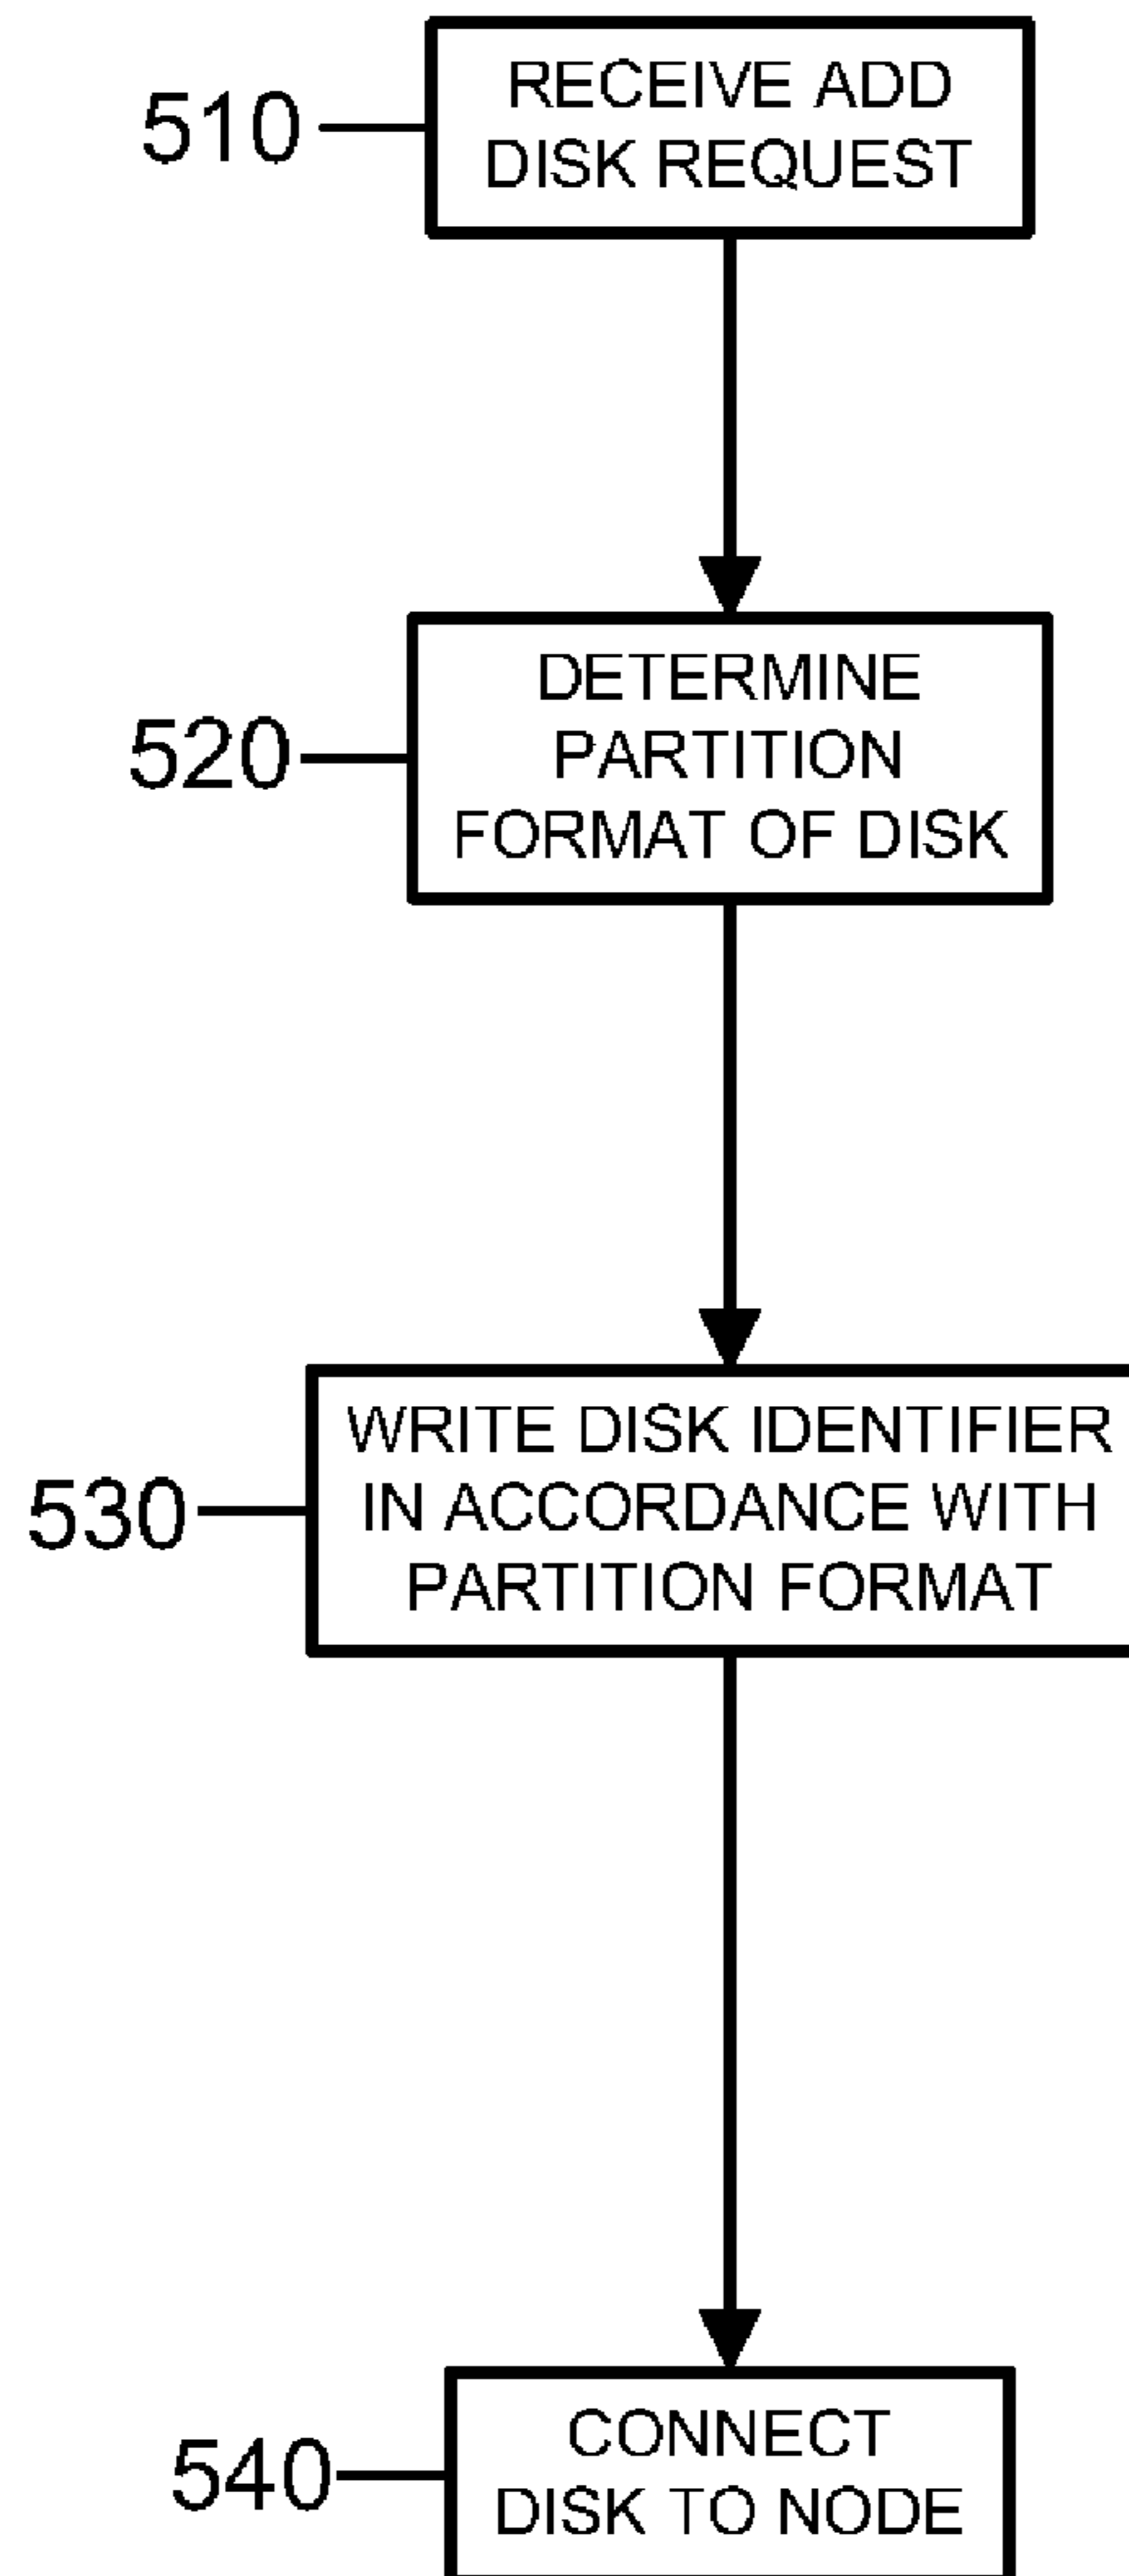 510
RECEIVE ADD
DISK REQUEST
520
DETERMINE
PARTITION
FORMAT OF DISK
530
WRITE DISK IDENTIFIER
IN ACCORDANCE WITH
PARTITION FORMAT
540
CONNECT
DISK TO NODE